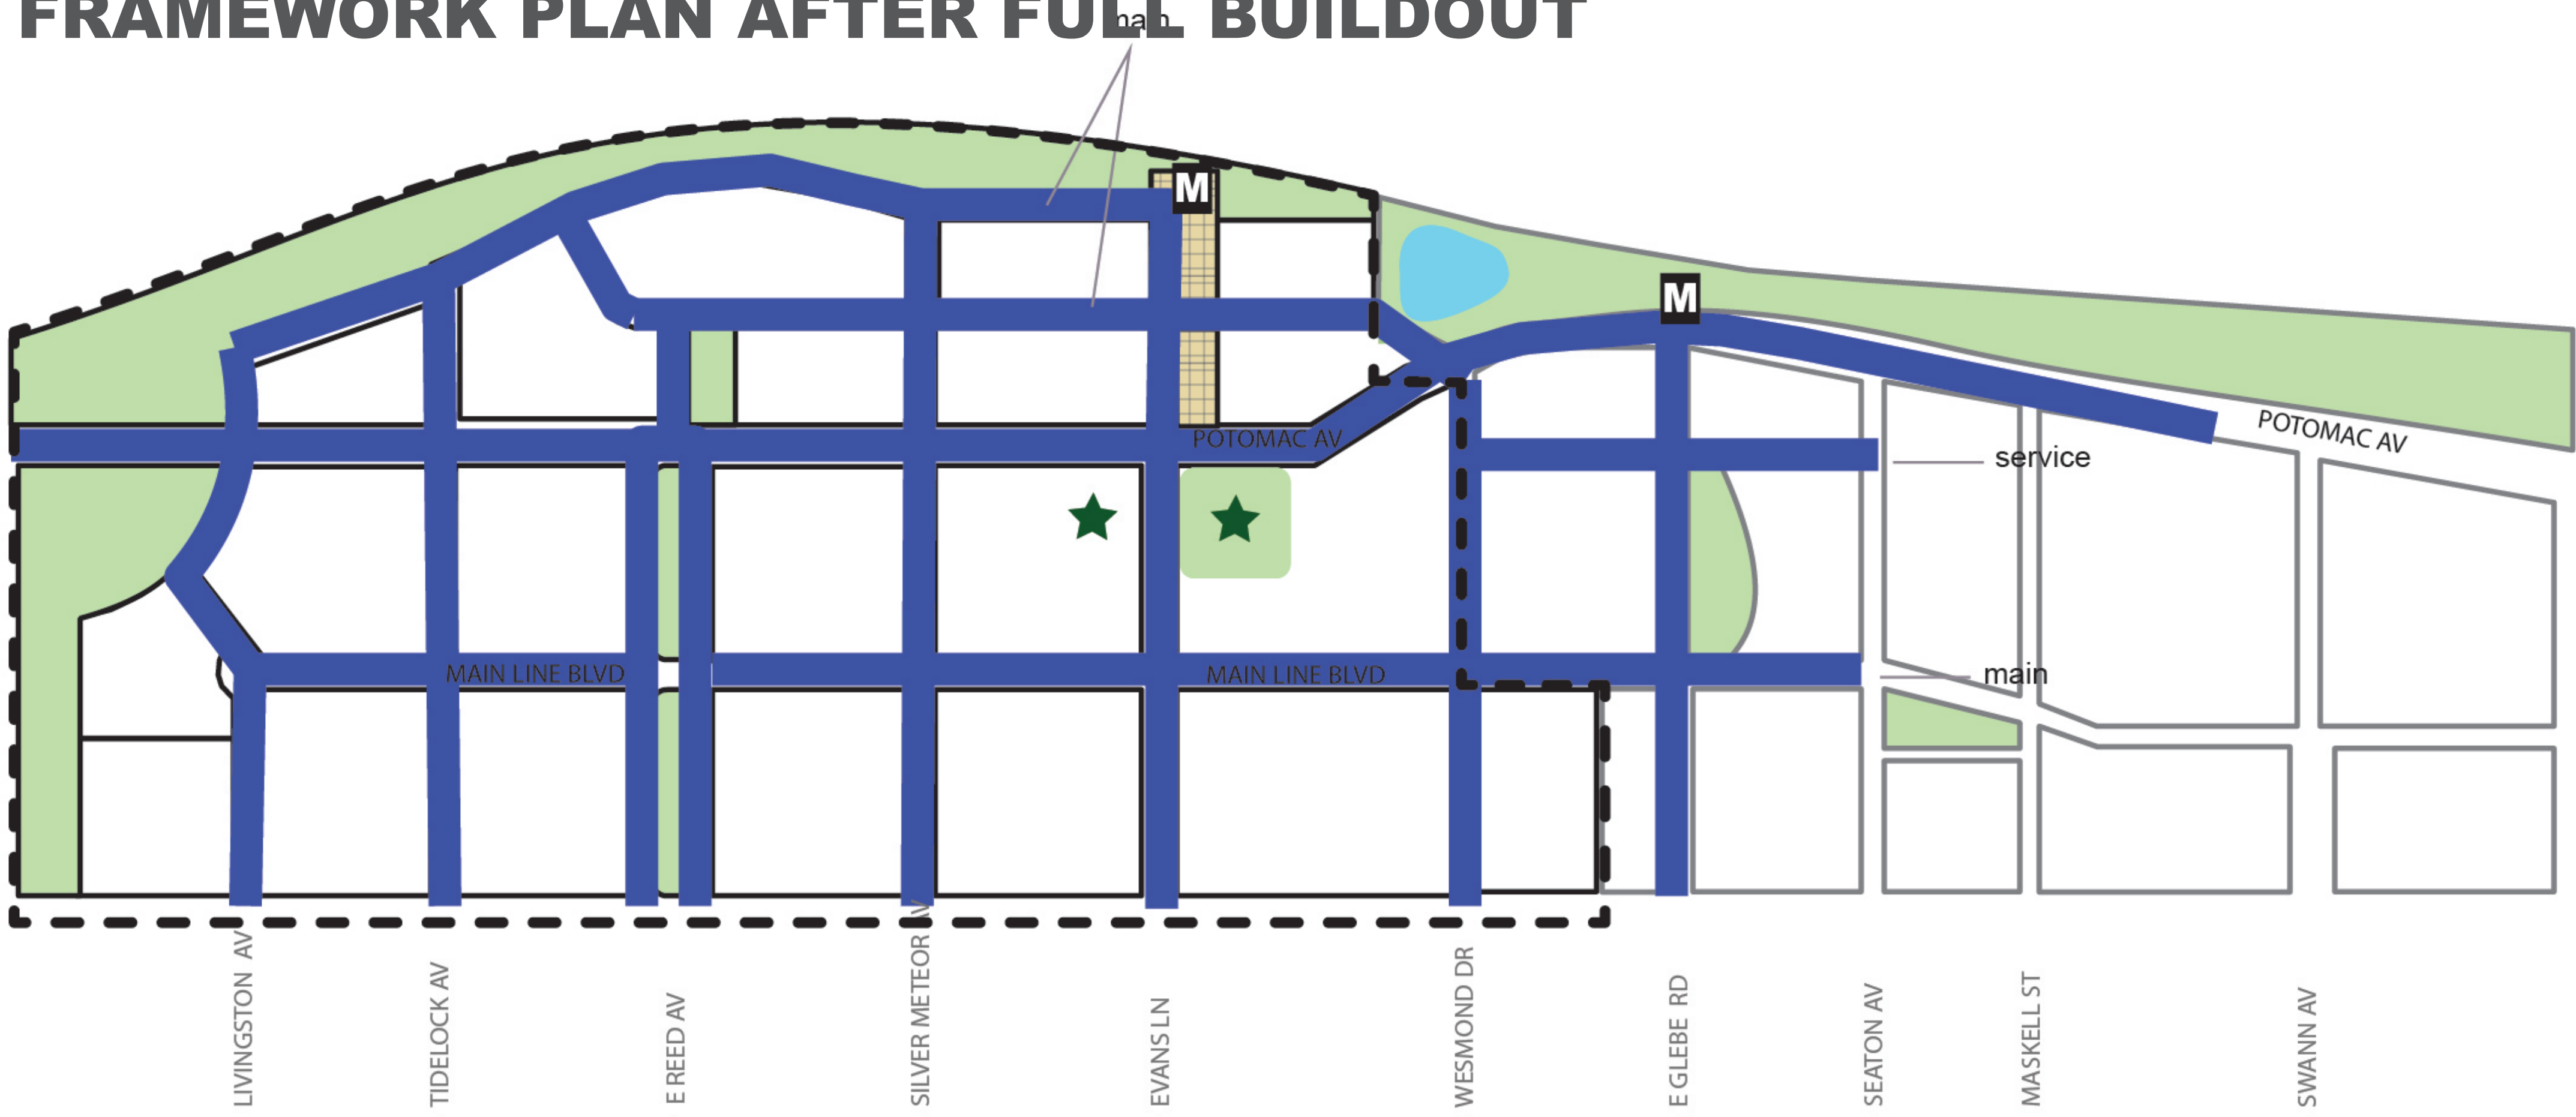 FRAMEWORK PLAN AFTER FULL BUILDOUT
main
M
M
POTOMAC AV
POTOMAC AV
service
MAIN LINE BLVD
MAIN LINE BLVD
main
LIVINGSTON AV
TIDELOCK AV
E REED AV
SILVER METEOR AV
EVANS LN
WESMOND DR
E GLEBE RD
SEATON AV
MASKELL ST
SWANN AV